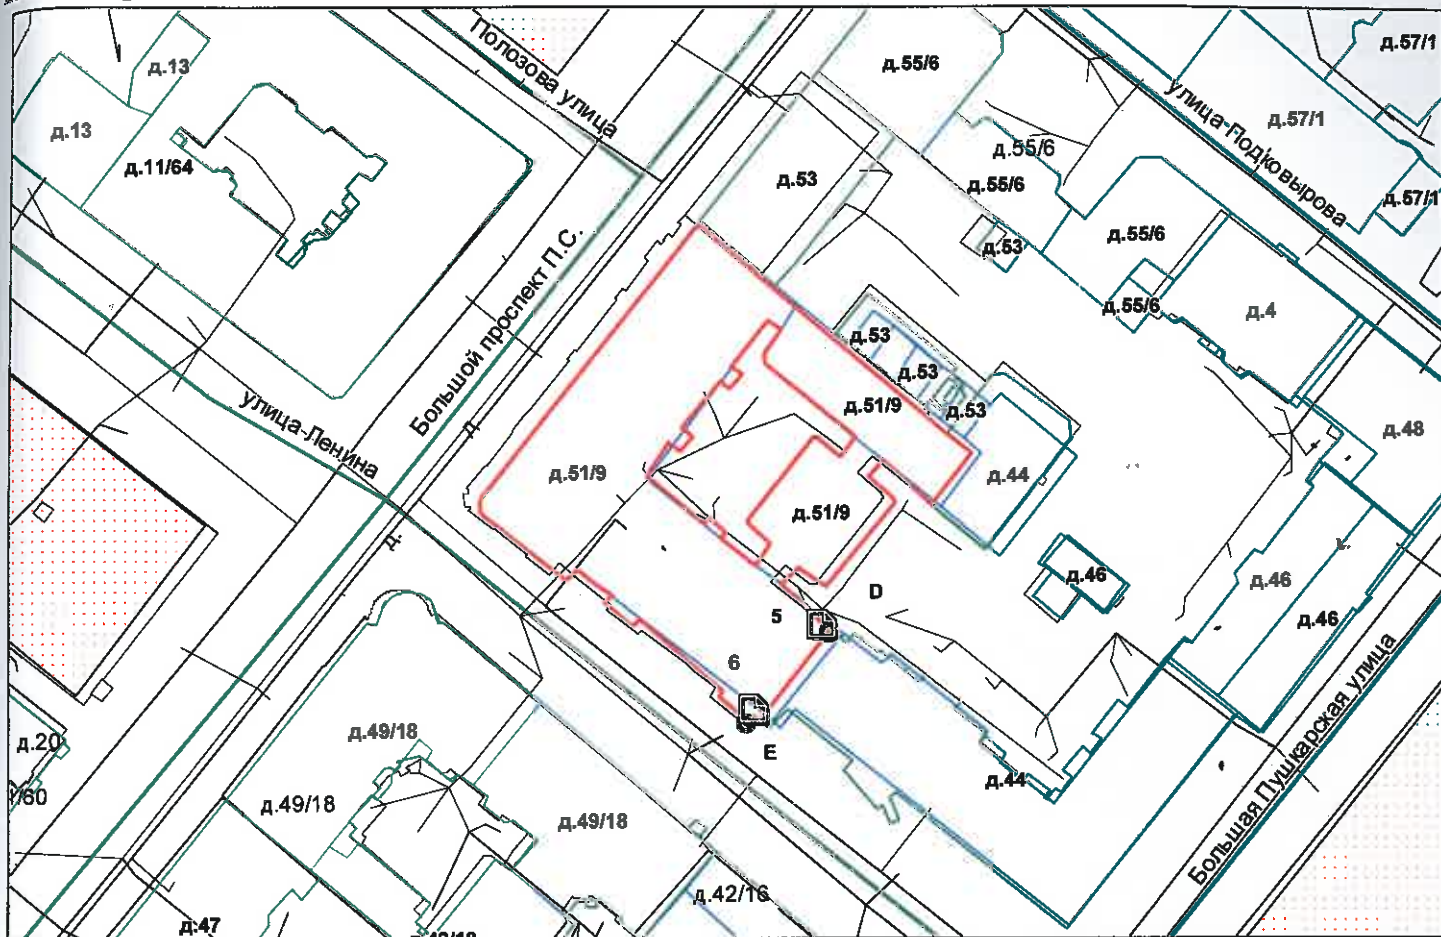 Полозова улица
д.13
д.13
д.11/64
д.55/6
д.57/1
улица Подковырова
д.57/1
д.55/6
д.53
д.55/6
д.57/1
д.55/6
д.53
д.55/6
Большой проспект П.С.
д.4
д.53
д.53
д.53
д.51/9
улица Ленина
д.48
д.51/9
д.44
д.51/9
Д.
Д.
д.46
д.46
д.46
D
5
6
E
д.20
д.49/18
д.44
Большая Пушкарская улица
/60
д.49/18
д.49/18
д.42/16
д.47